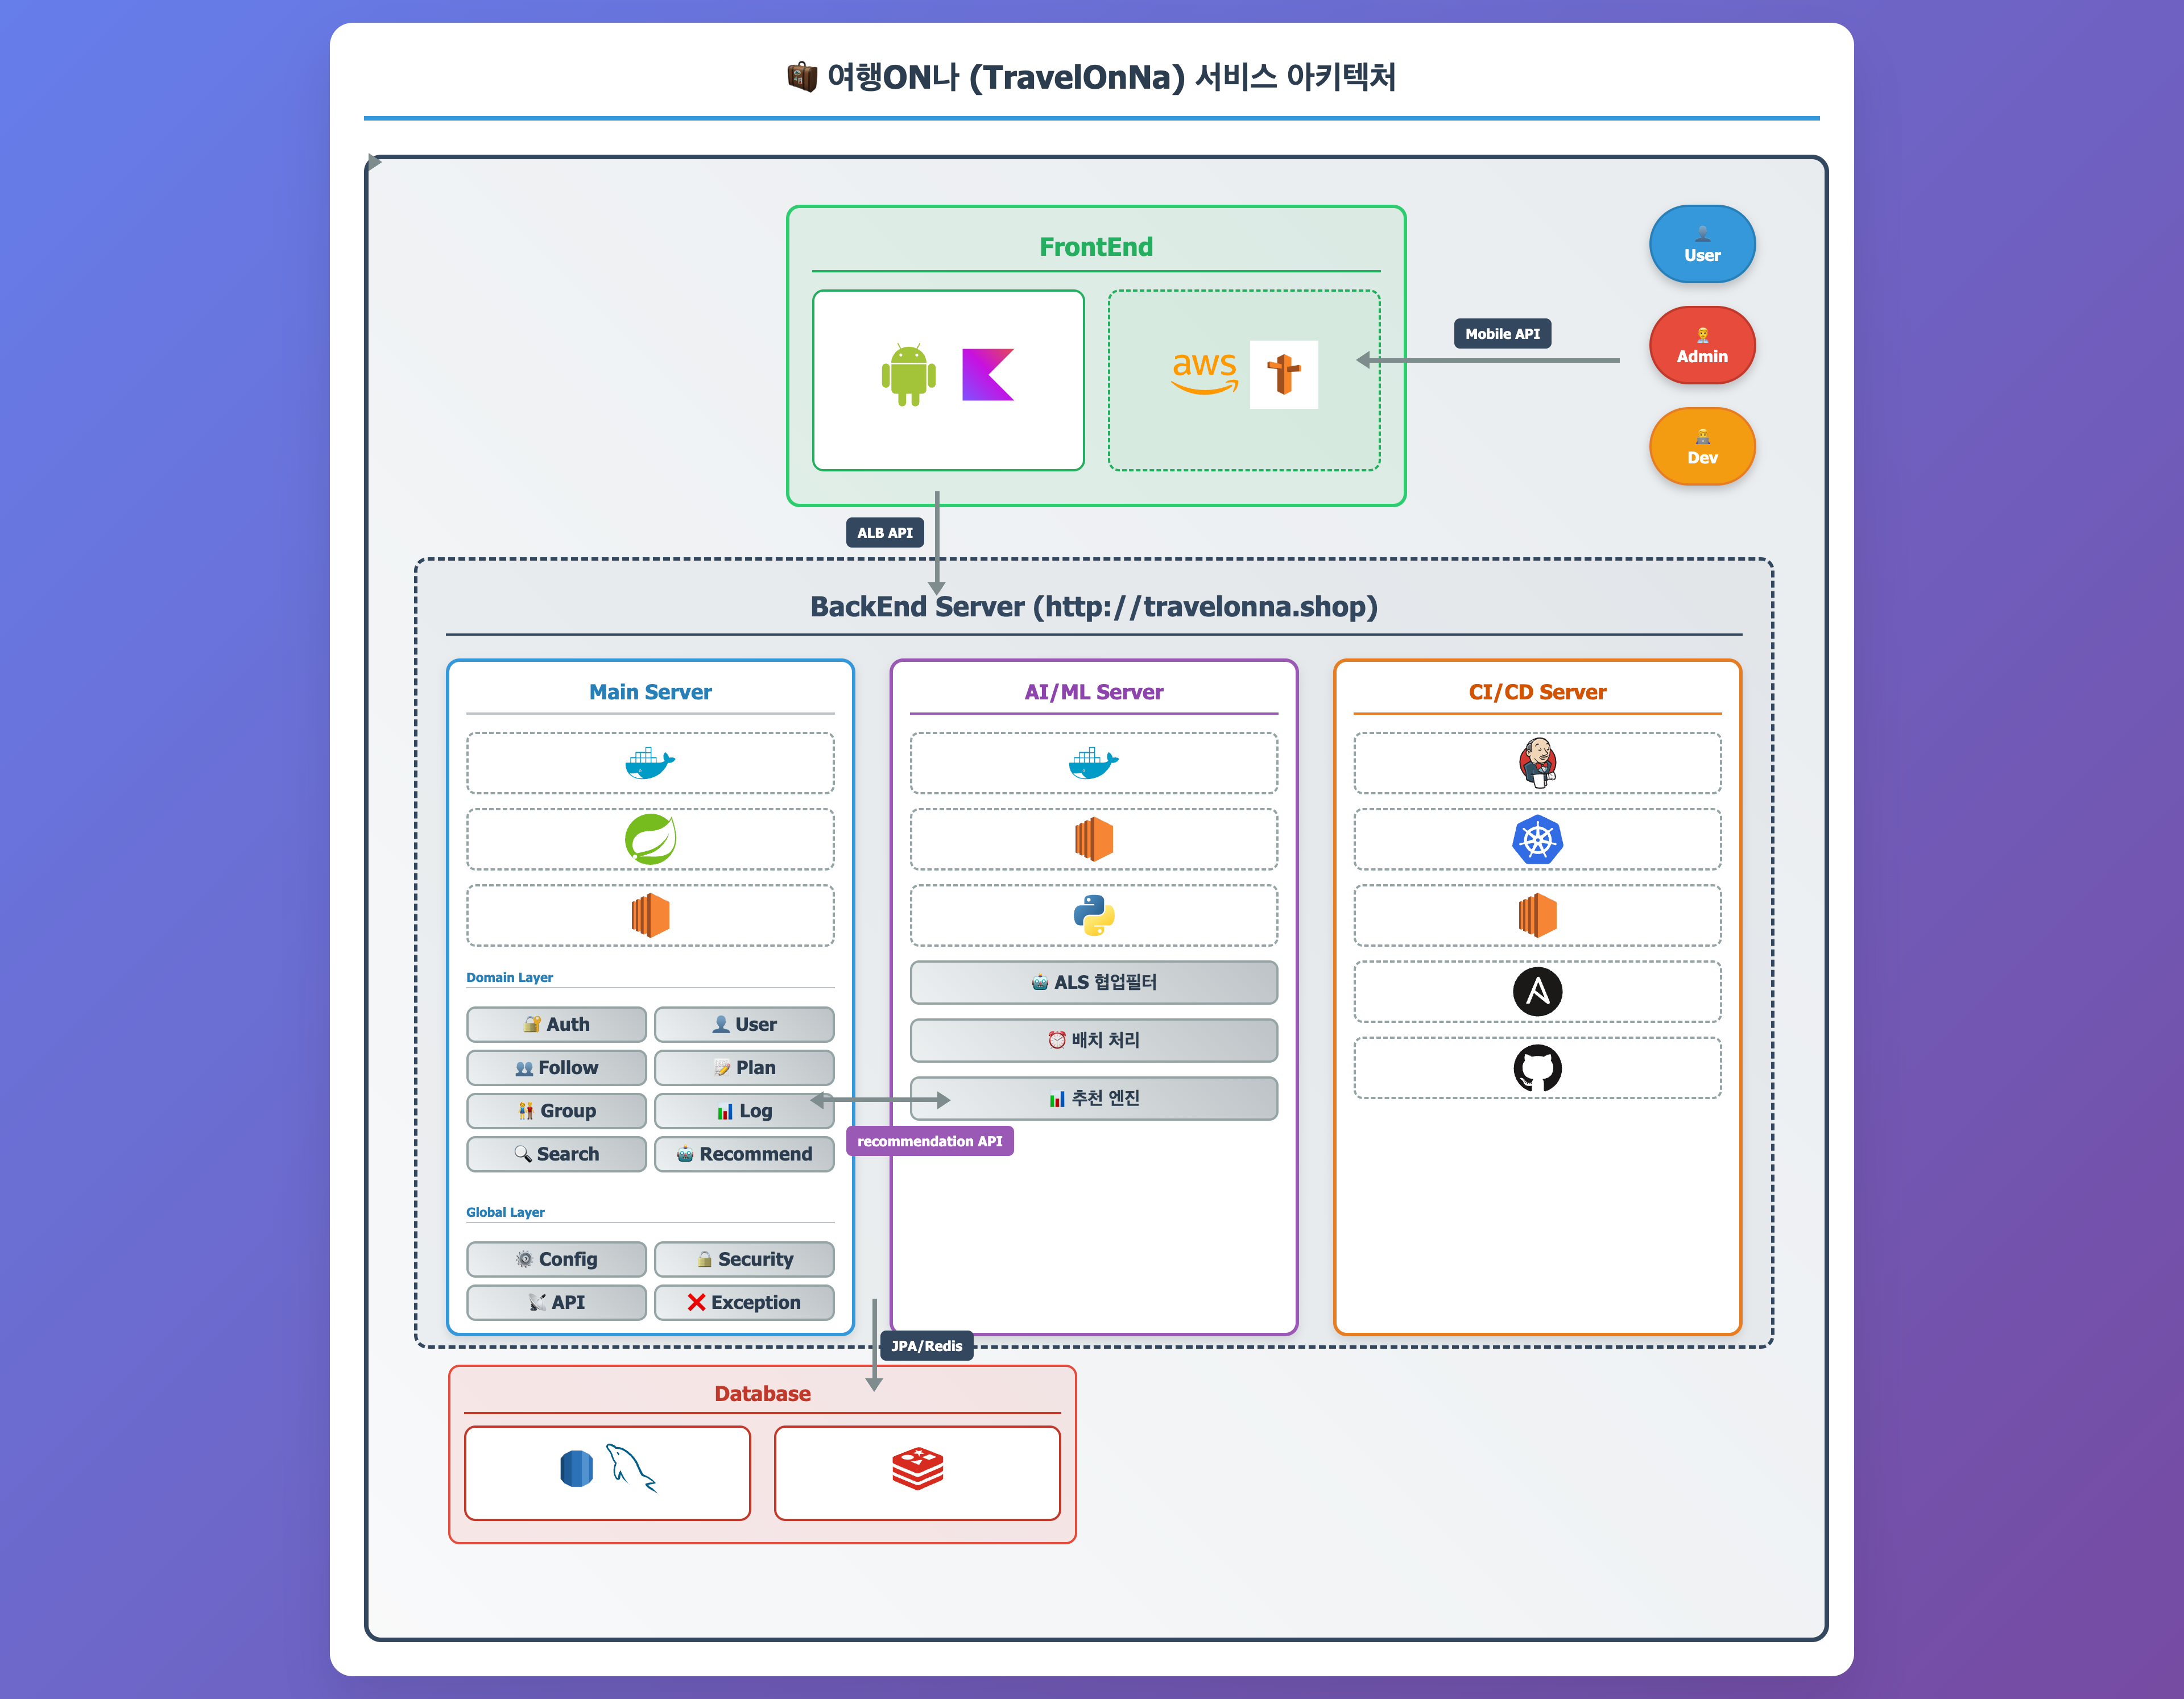 여행ON나 (TravelOnNa) 서비스 아키텍처
FrontEnd
aws
Mobile API
User
Admin
Dev
ALB API
BackEnd Server (http://travelonna.shop)
Main Server
Domain Layer
Auth
User
Follow
Plan
Group
Log
Search
Recommend
Global Layer
Config
Security
API
Exception
AI/ML Server
ALS 협업필터
배치 처리
추천 엔진
recommendation API
CI/CD Server
JPA/Redis
Database